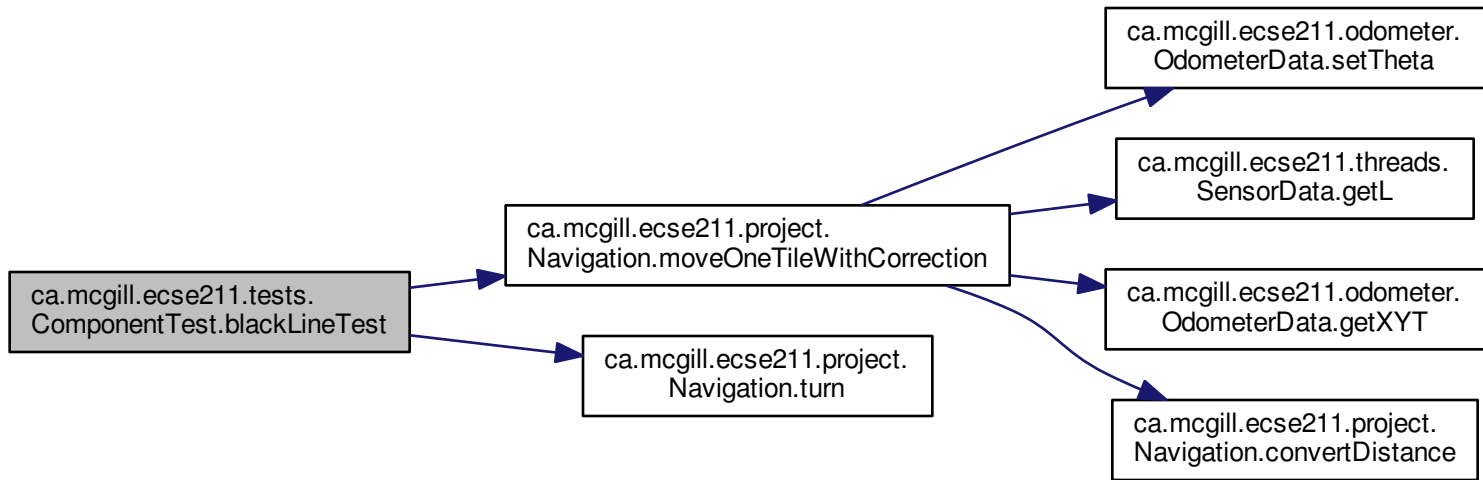 ca.mcgill.ecse211.tests.
ComponentTest.blackLineTest
ca.mcgill.ecse211.project.
Navigation.moveOneTileWithCorrection
ca.mcgill.ecse211.project.
Navigation.turn
ca.mcgill.ecse211.odometer.
OdometerData.setTheta
ca.mcgill.ecse211.threads.
SensorData.getL
ca.mcgill.ecse211.odometer.
OdometerData.getXYT
ca.mcgill.ecse211.project.
Navigation.convertDistance